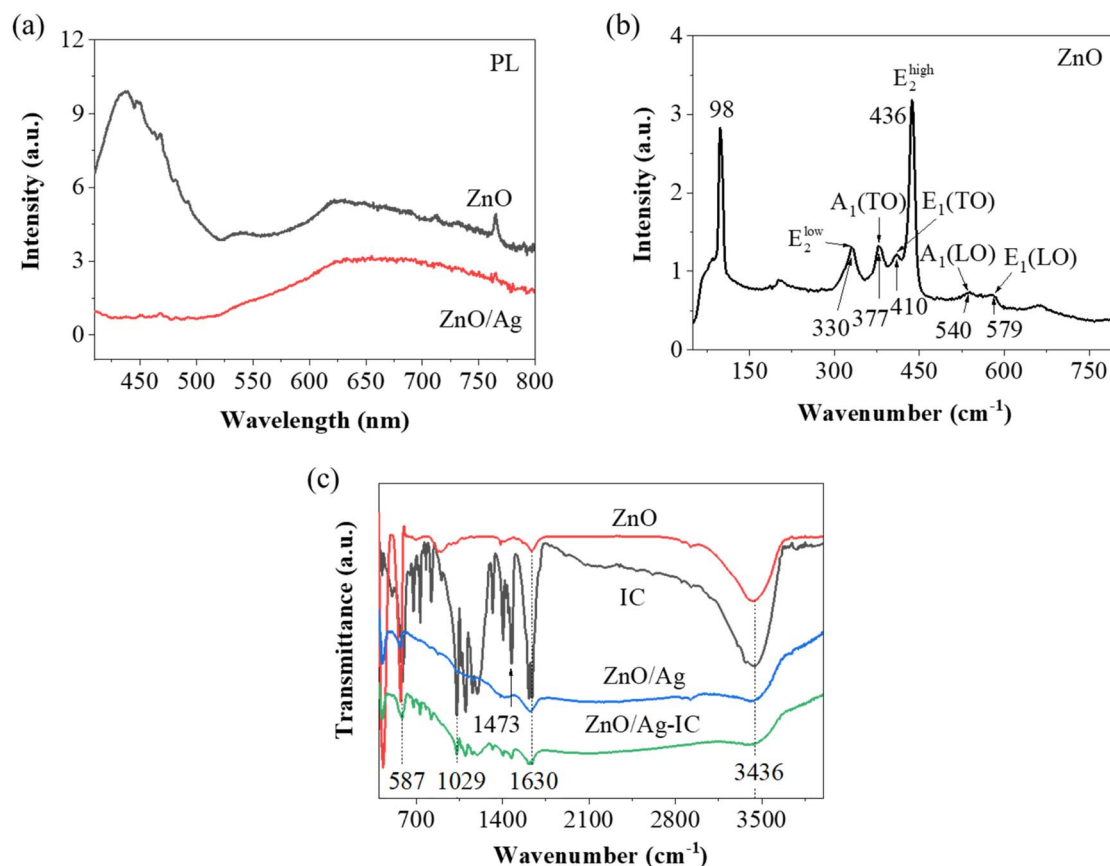 (a)
PL
12
9
6
3
0
ZnO
ZnO/Ag
Intensity (a.u.)
450 500 550 600 650 700 750 800
Wavelength (nm)
(b)
ZnO
4
3
2
1
0
98
E₂ʰⁱᵍʰ
436
A₁(TO)
E₁(TO)
E₂ˡᵒʷ
A₁(LO)
E₁(LO)
330
377
410
540
579
Intensity (a.u.)
150 300 450 600 750
Wavenumber (cm⁻¹)
(c)
ZnO
IC
ZnO/Ag
1473
ZnO/Ag-IC
587
1029
1630
3436
Transmittance (a.u.)
700 1400 2100 2800 3500
Wavenumber (cm⁻¹)